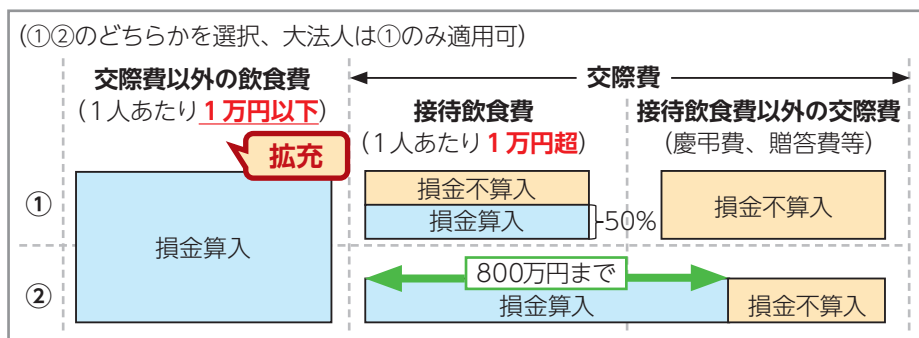 (①②のどちらかを選択、大法人は①のみ適用可)
交際費以外の飲食費
(1人あたり1万円以下)
拡充
交際費
接待飲食費
(1人あたり1万円超)
接待飲食費以外の交際費
(慶弔費、贈答費等)
①
損金算入
損金不算入
損金算入
50%
損金不算入
②
800万円まで
損金算入
損金不算入